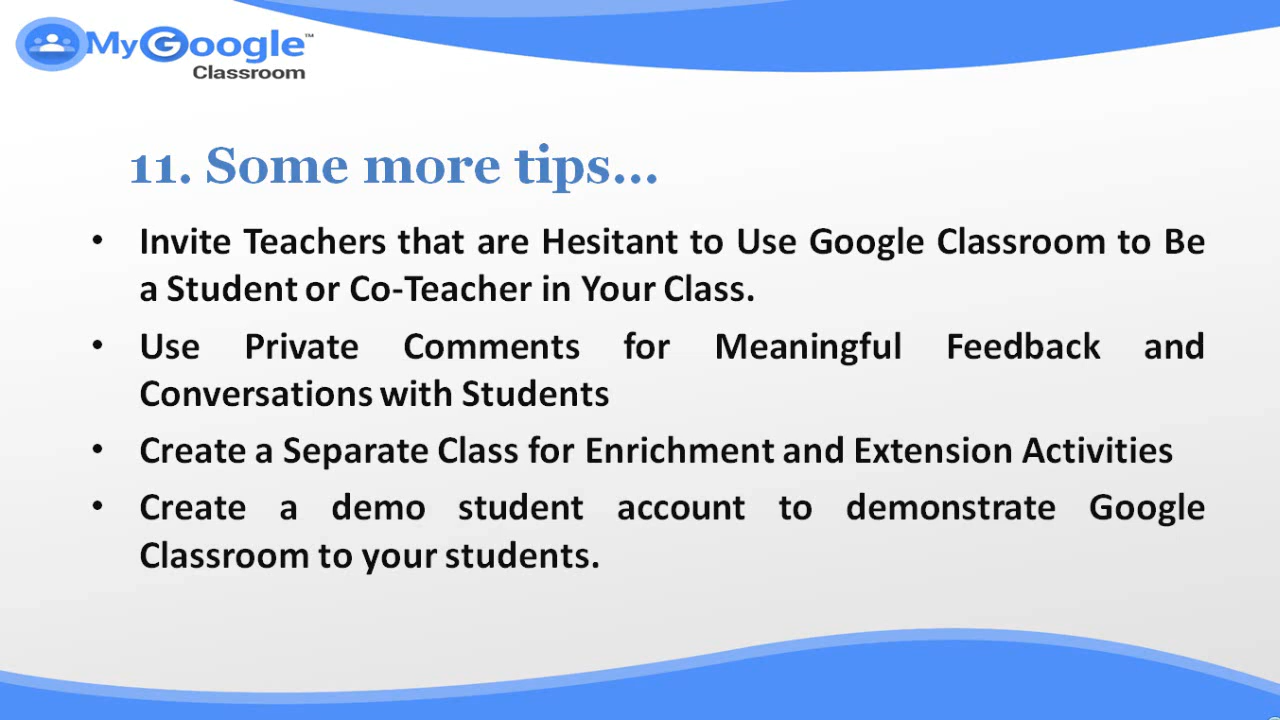 MyGoogle™
Classroom
11. Some more tips...
• Invite Teachers that are Hesitant to Use Google Classroom to Be
a Student or Co-Teacher in Your Class.
• Use Private Comments for Meaningful Feedback and
Conversations with Students
• Create a Separate Class for Enrichment and Extension Activities
• Create a demo student account to demonstrate Google
Classroom to your students.